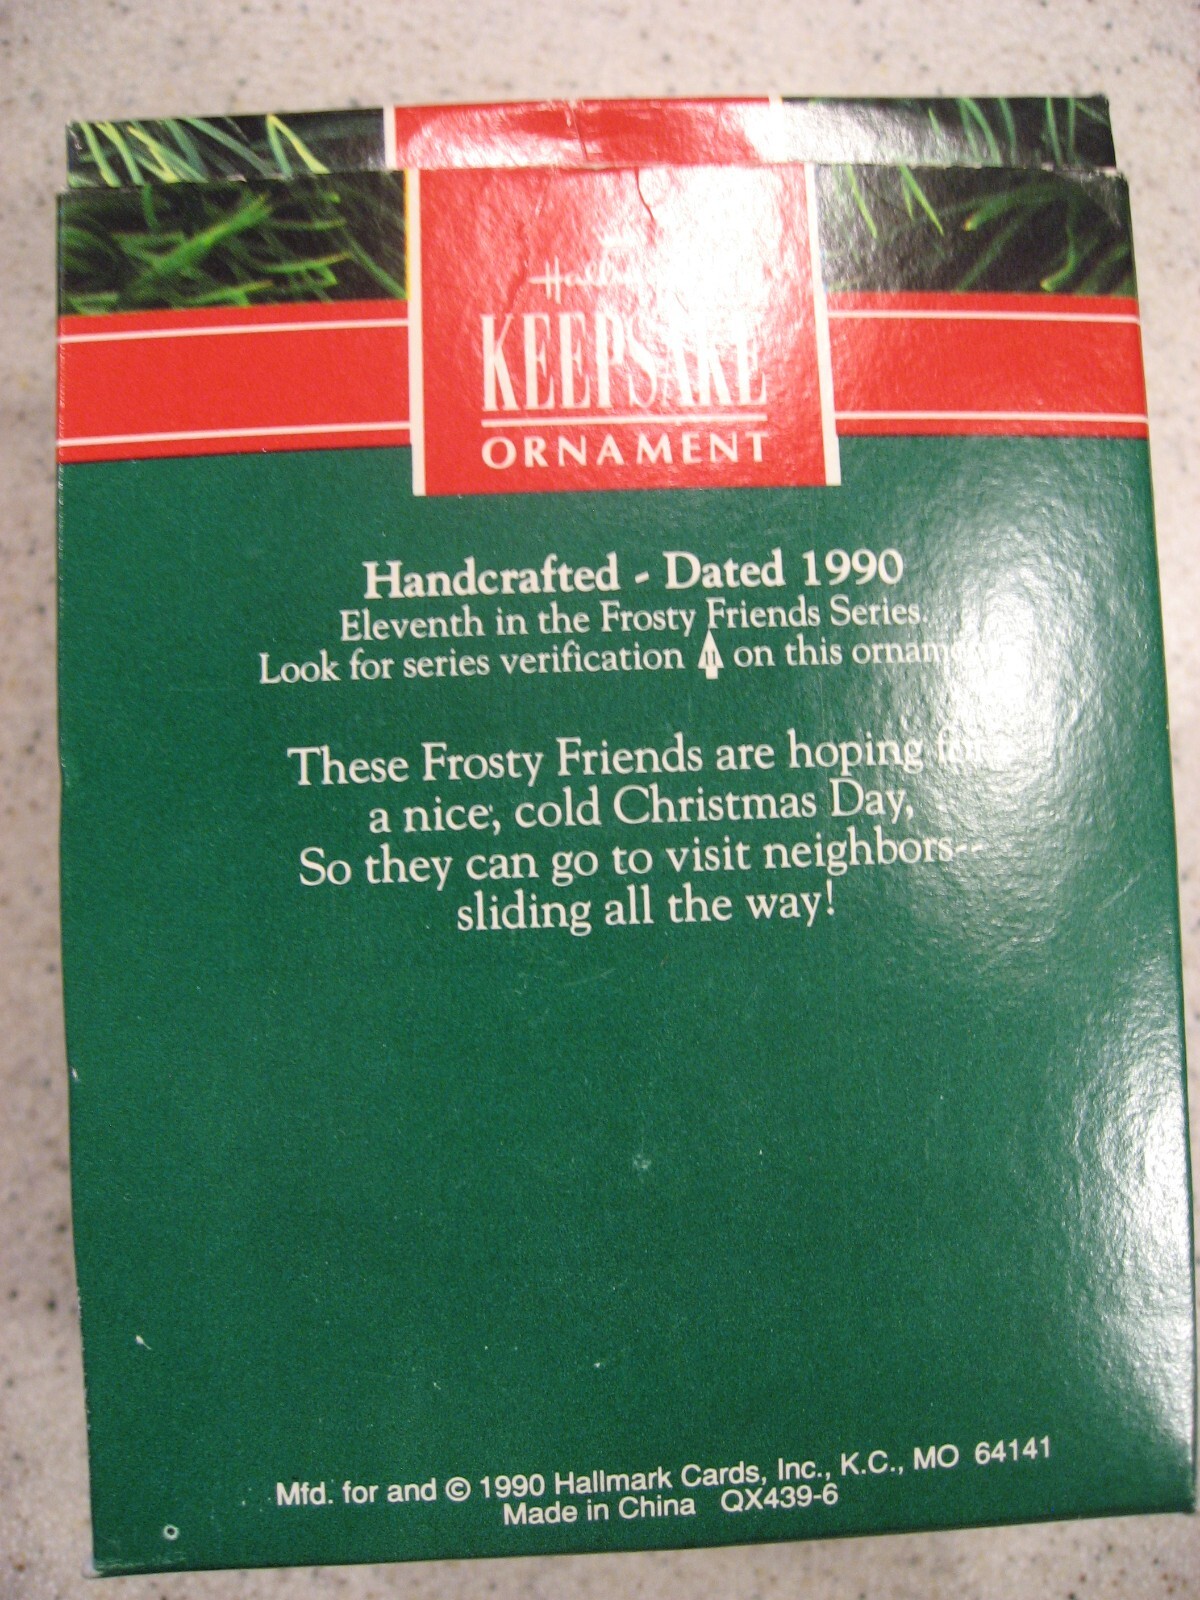 KEEPSAKE
ORNAMENT
Handcrafted - Dated 1990
Eleventh in the Frosty Friends Series.
Look for series verification 11 on this
These Frosty Friends are hoping for
a nice, cold Christmas Day,
So they can go to visit neighbors--
sliding all the way!
Mfd. for and © 1990 Hallmark Cards, Inc., K.C., MO 64141
Made in China QX439-6